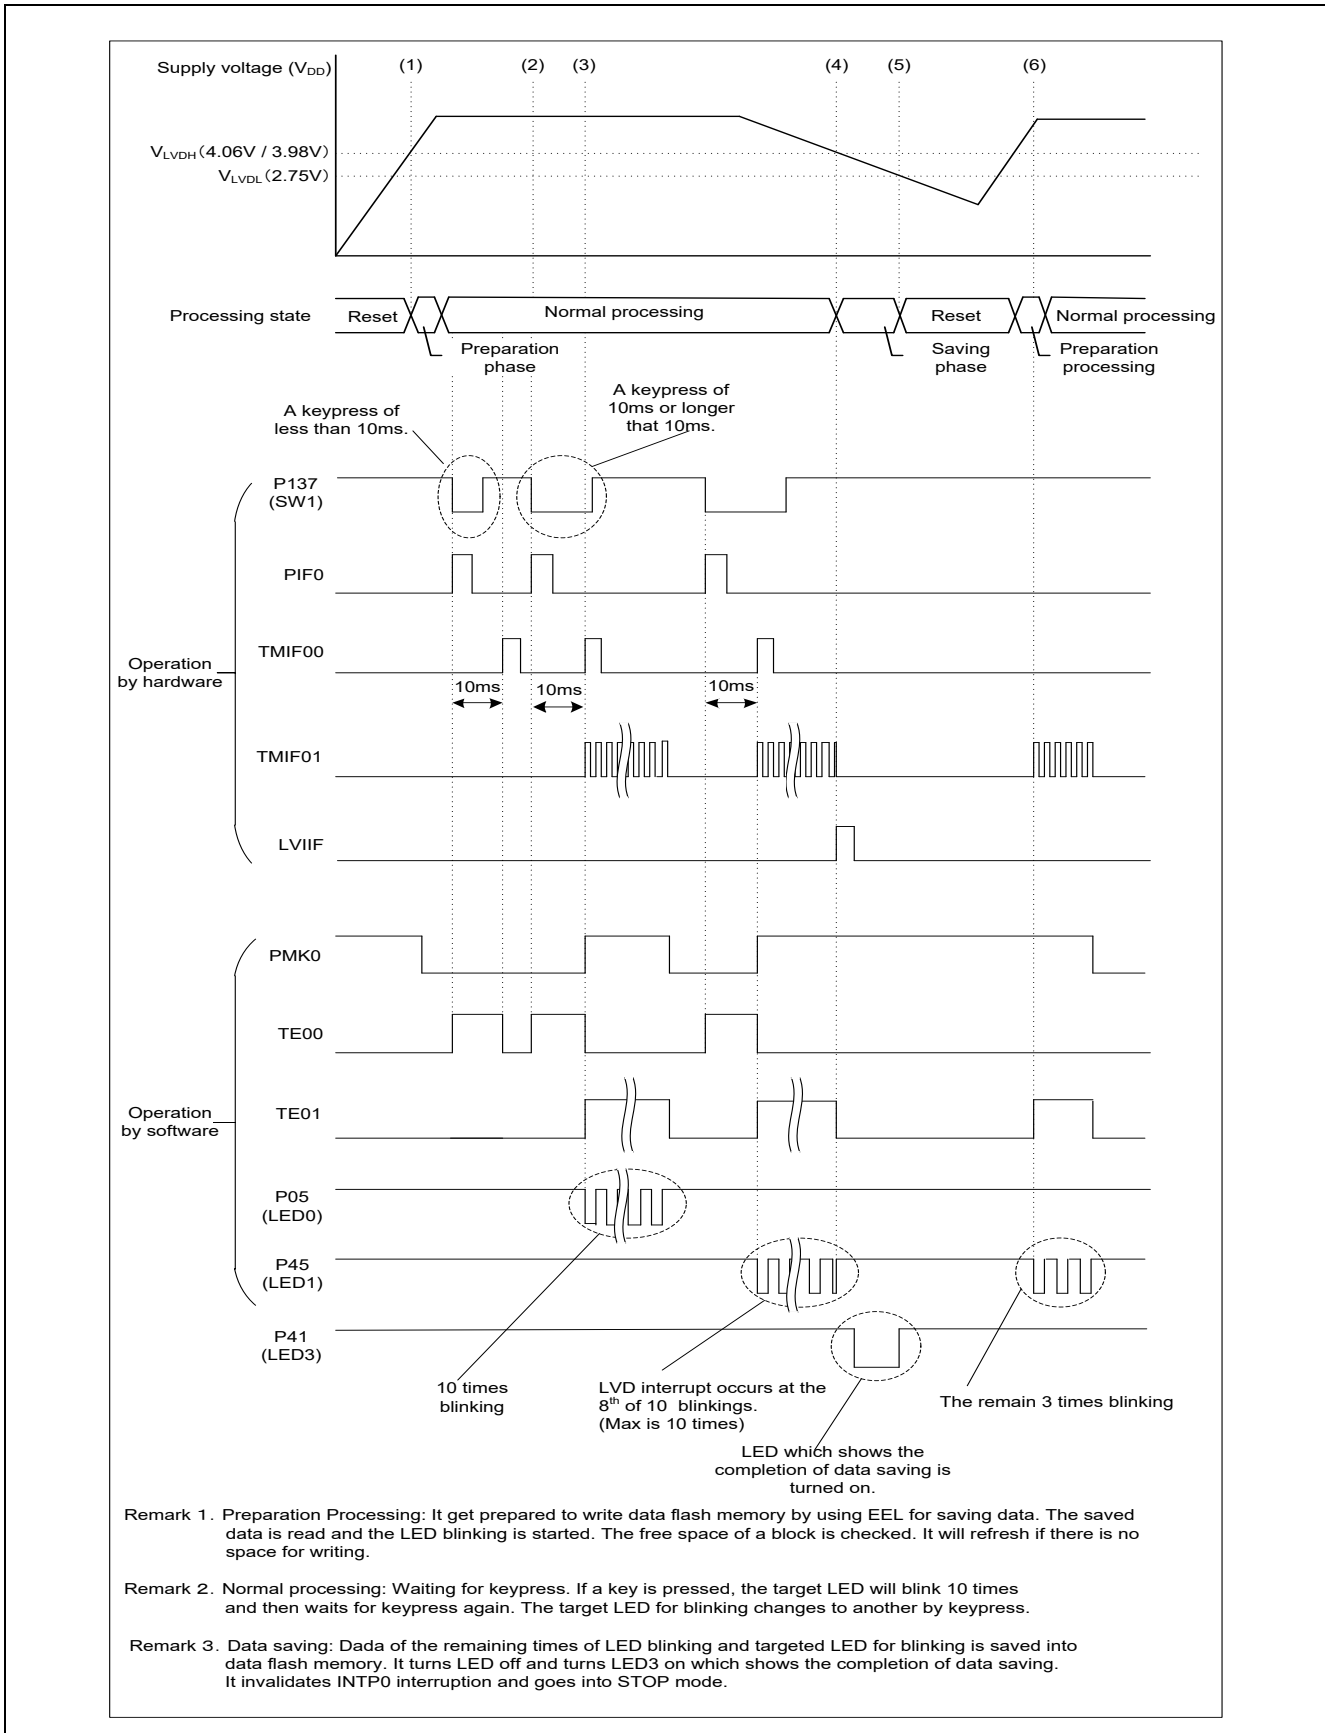 Supply voltage (VDD)
(1)
(2)
(3)
(4)
(5)
(6)
VLVDH(4.06V / 3.98V)
VLVDL(2.75V)
Processing state
Reset
Normal processing
Reset
Normal processing
Preparation
phase
Saving
phase
Preparation
processing
A keypress of
less than 10ms.
A keypress of
10ms or longer
that 10ms.
P137
(SW1)
PIF0
TMIF00
Operation
by hardware
10ms
10ms
10ms
TMIF01
LVIIF
PMK0
TE00
TE01
Operation
by software
P05
(LED0)
P45
(LED1)
P41
(LED3)
10 times
blinking
LVD interrupt occurs at the
8th of 10 blinkings.
(Max is 10 times)
The remain 3 times blinking
LED which shows the
completion of data saving is
turned on.
Remark 1. Preparation Processing: It get prepared to write data flash memory by using EEL for saving data. The saved
data is read and the LED blinking is started. The free space of a block is checked. It will refresh if there is no
space for writing.
Remark 2. Normal processing: Waiting for keypress. If a key is pressed, the target LED will blink 10 times
and then waits for keypress again. The target LED for blinking changes to another by keypress.
Remark 3. Data saving: Dada of the remaining times of LED blinking and targeted LED for blinking is saved into
data flash memory. It turns LED off and turns LED3 on which shows the completion of data saving.
It invalidates INTP0 interruption and goes into STOP mode.